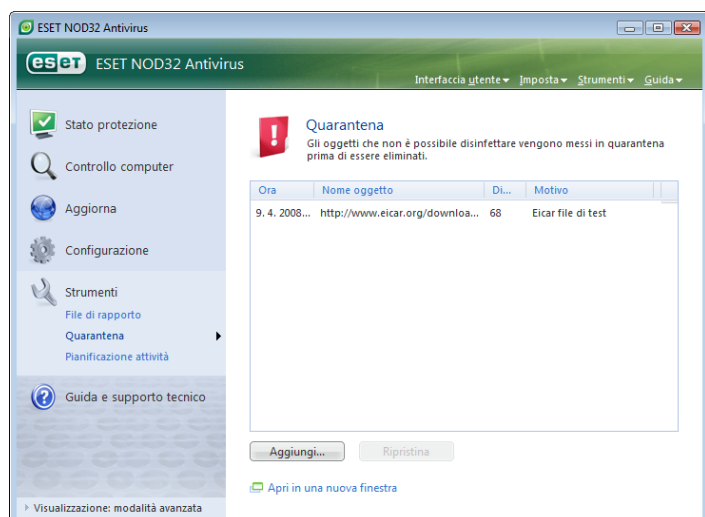 ESET NOD32 Antivirus
eset ESET NOD32 Antivirus
Interfaccia utente Imposta Strumenti Guida
Stato protezione
Controllo computer
Aggiorna
Configurazione
Strumenti
File di rapporto
Quarantena
Pianificazione attività
Guida e supporto tecnico
Visualizzazione: modalità avanzata
Quarantena
Gli oggetti che non è possibile disinfettare vengono messi in quarantena
prima di essere eliminati.
Ora Nome oggetto Di... Motivo
9. 4. 2008... http://www.eicar.org/downloa... 68 Eicar file di test
Aggiungi... Ripristina
Apri in una nuova finestra